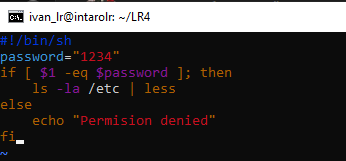 ivan_lr@intarolr: ~/LR4
#!/bin/sh
password="1234"
if [ $1 -eq $password ]; then
    ls -la /etc | less
else
    echo "Permision denied"
fi
~